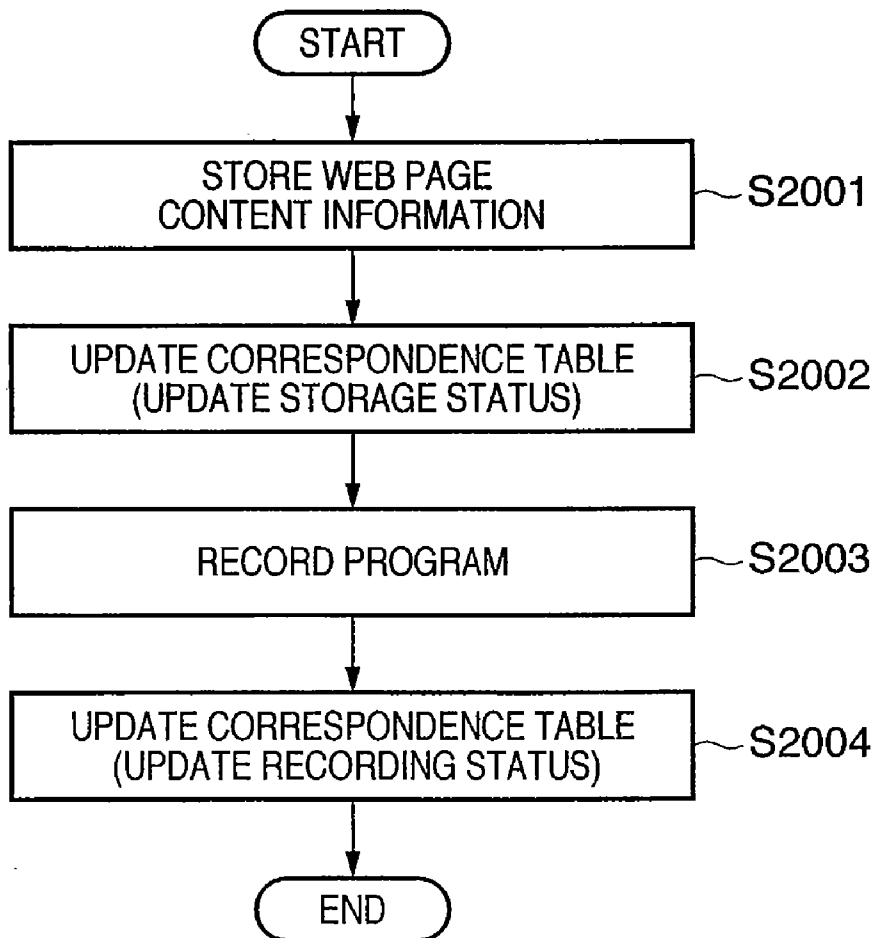 START
STORE WEB PAGE
CONTENT INFORMATION
S2001
UPDATE CORRESPONDENCE TABLE
(UPDATE STORAGE STATUS)
S2002
RECORD PROGRAM
S2003
UPDATE CORRESPONDENCE TABLE
(UPDATE RECORDING STATUS)
S2004
END